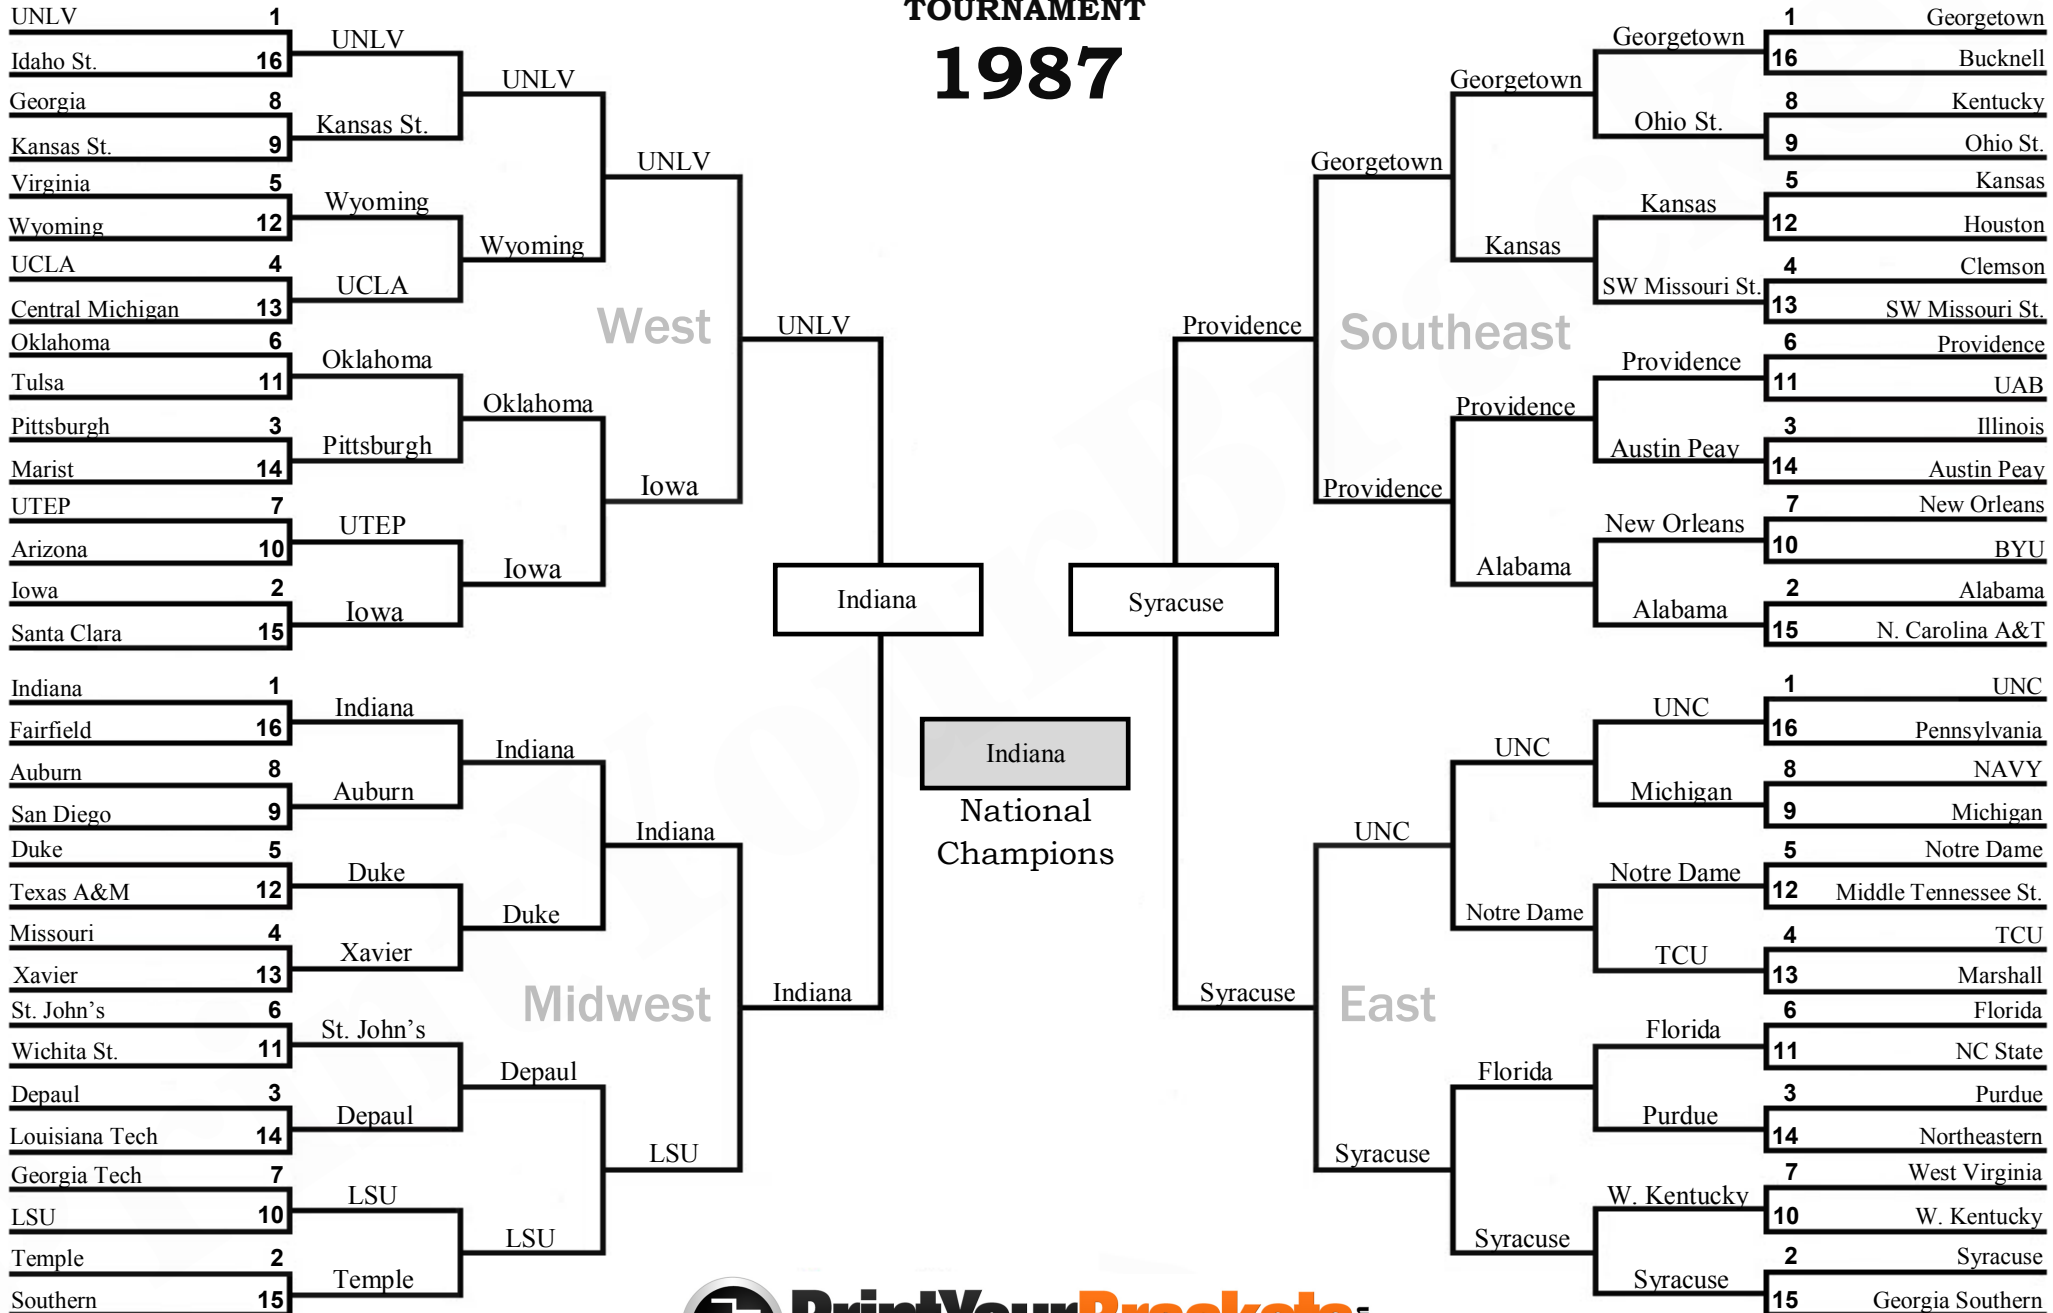 TOURNAMENT
1987
UNLV 1
Idaho St. 16
Georgia 8
Kansas St. 9
Virginia 5
Wyoming 12
UCLA 4
Central Michigan 13
Oklahoma 6
Tulsa 11
Pittsburgh 3
Marist 14
UTEP 7
Arizona 10
Iowa 2
Santa Clara 15
UNLV
Kansas St.
Wyoming
UCLA
Oklahoma
Pittsburgh
UTEP
Iowa
UNLV
Wyoming
Oklahoma
Iowa
UNLV
Iowa
West
UNLV
Indiana 1
Fairfield 16
Auburn 8
San Diego 9
Duke 5
Texas A&M 12
Missouri 4
Xavier 13
St. John’s 6
Wichita St. 11
Depaul 3
Louisiana Tech 14
Georgia Tech 7
LSU 10
Temple 2
Southern 15
Indiana
Auburn
Duke
Xavier
St. John’s
Depaul
LSU
Temple
Indiana
Duke
Depaul
LSU
Indiana
LSU
Midwest
Indiana
Indiana
Syracuse
Indiana
National
Champions
1 Georgetown
16 Bucknell
8 Kentucky
9 Ohio St.
5 Kansas
12 Houston
4 Clemson
13 SW Missouri St.
6 Providence
11 UAB
3 Illinois
14 Austin Peay
7 New Orleans
10 BYU
2 Alabama
15 N. Carolina A&T
Georgetown
Ohio St.
Kansas
SW Missouri St.
Providence
Austin Peay
New Orleans
Alabama
Georgetown
Kansas
Providence
Alabama
Georgetown
Providence
Southeast
Providence
1 UNC
16 Pennsylvania
8 NAVY
9 Michigan
5 Notre Dame
12 Middle Tennessee St.
4 TCU
13 Marshall
6 Florida
11 NC State
3 Purdue
14 Northeastern
7 West Virginia
10 W. Kentucky
2 Syracuse
15 Georgia Southern
UNC
Michigan
Notre Dame
TCU
Florida
Purdue
W. Kentucky
Syracuse
UNC
Notre Dame
Florida
Syracuse
UNC
Syracuse
East
Syracuse
PrintYourBrackets